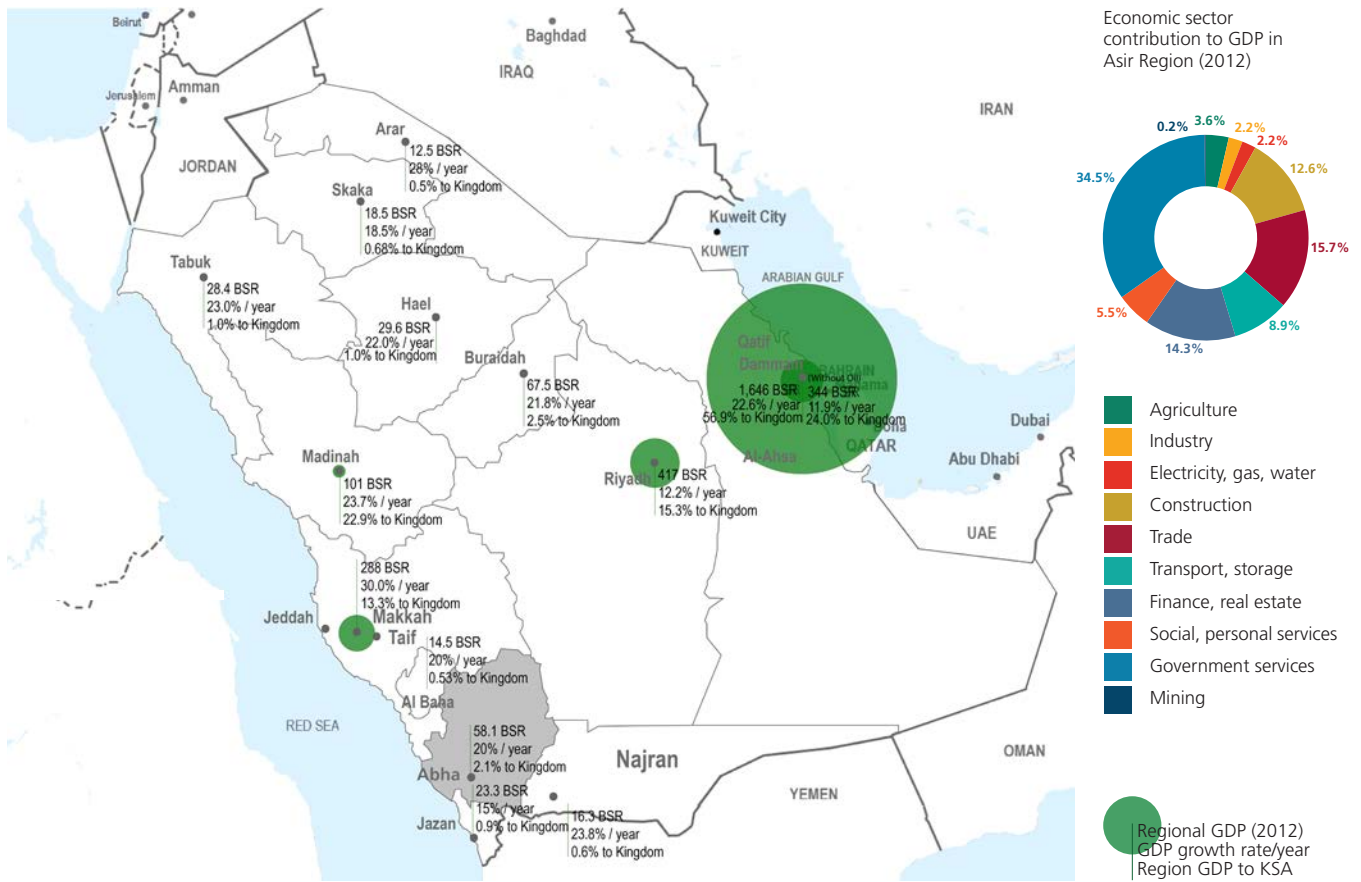 Beirut
Baghdad
IRAQ
Amman
Jerusalem
IRAN
Arar
12.5 BSR
28% / year
0.5% to Kingdom
JORDAN
Skaka
18.5 BSR
18.5% / year
0.68% to Kingdom
Kuweit City
KUWEIT
Tabuk
28.4 BSR
23.0% / year
1.0% to Kingdom
ARABIAN GULF
Hael
29.6 BSR
22.0% / year
1.0% to Kingdom
Buraidah
67.5 BSR
21.8% / year
2.5% to Kingdom
Qatif
Dammam
(Without Oil)
BAHRAIN
1,646 BSR
22.6% / year
56.9% to Kingdom
344 BSR
11.9% / year
24.0% to Kingdom
Al-Ahsa
QATAR
Dubai
Abu Dhabi
UAE
Madinah
101 BSR
23.7% / year
22.9% to Kingdom
Riyadh
417 BSR
12.2% / year
15.3% to Kingdom
288 BSR
30.0% / year
13.3% to Kingdom
Jeddah
Makkah
Taif
14.5 BSR
20% / year
0.53% to Kingdom
Al Baha
RED SEA
58.1 BSR
20% / year
2.1% to Kingdom
Abha
23.3 BSR
15% / year
0.9% to Kingdom
Jazan
Najran
16.3 BSR
23.8% / year
0.6% to Kingdom
YEMEN
OMAN
Economic sector
contribution to GDP in
Asir Region (2012)
0.2%
3.6%
2.2%
2.2%
12.6%
15.7%
8.9%
14.3%
5.5%
34.5%
Agriculture
Industry
Electricity, gas, water
Construction
Trade
Transport, storage
Finance, real estate
Social, personal services
Government services
Mining
Regional GDP (2012)
GDP growth rate/year
Region GDP to KSA